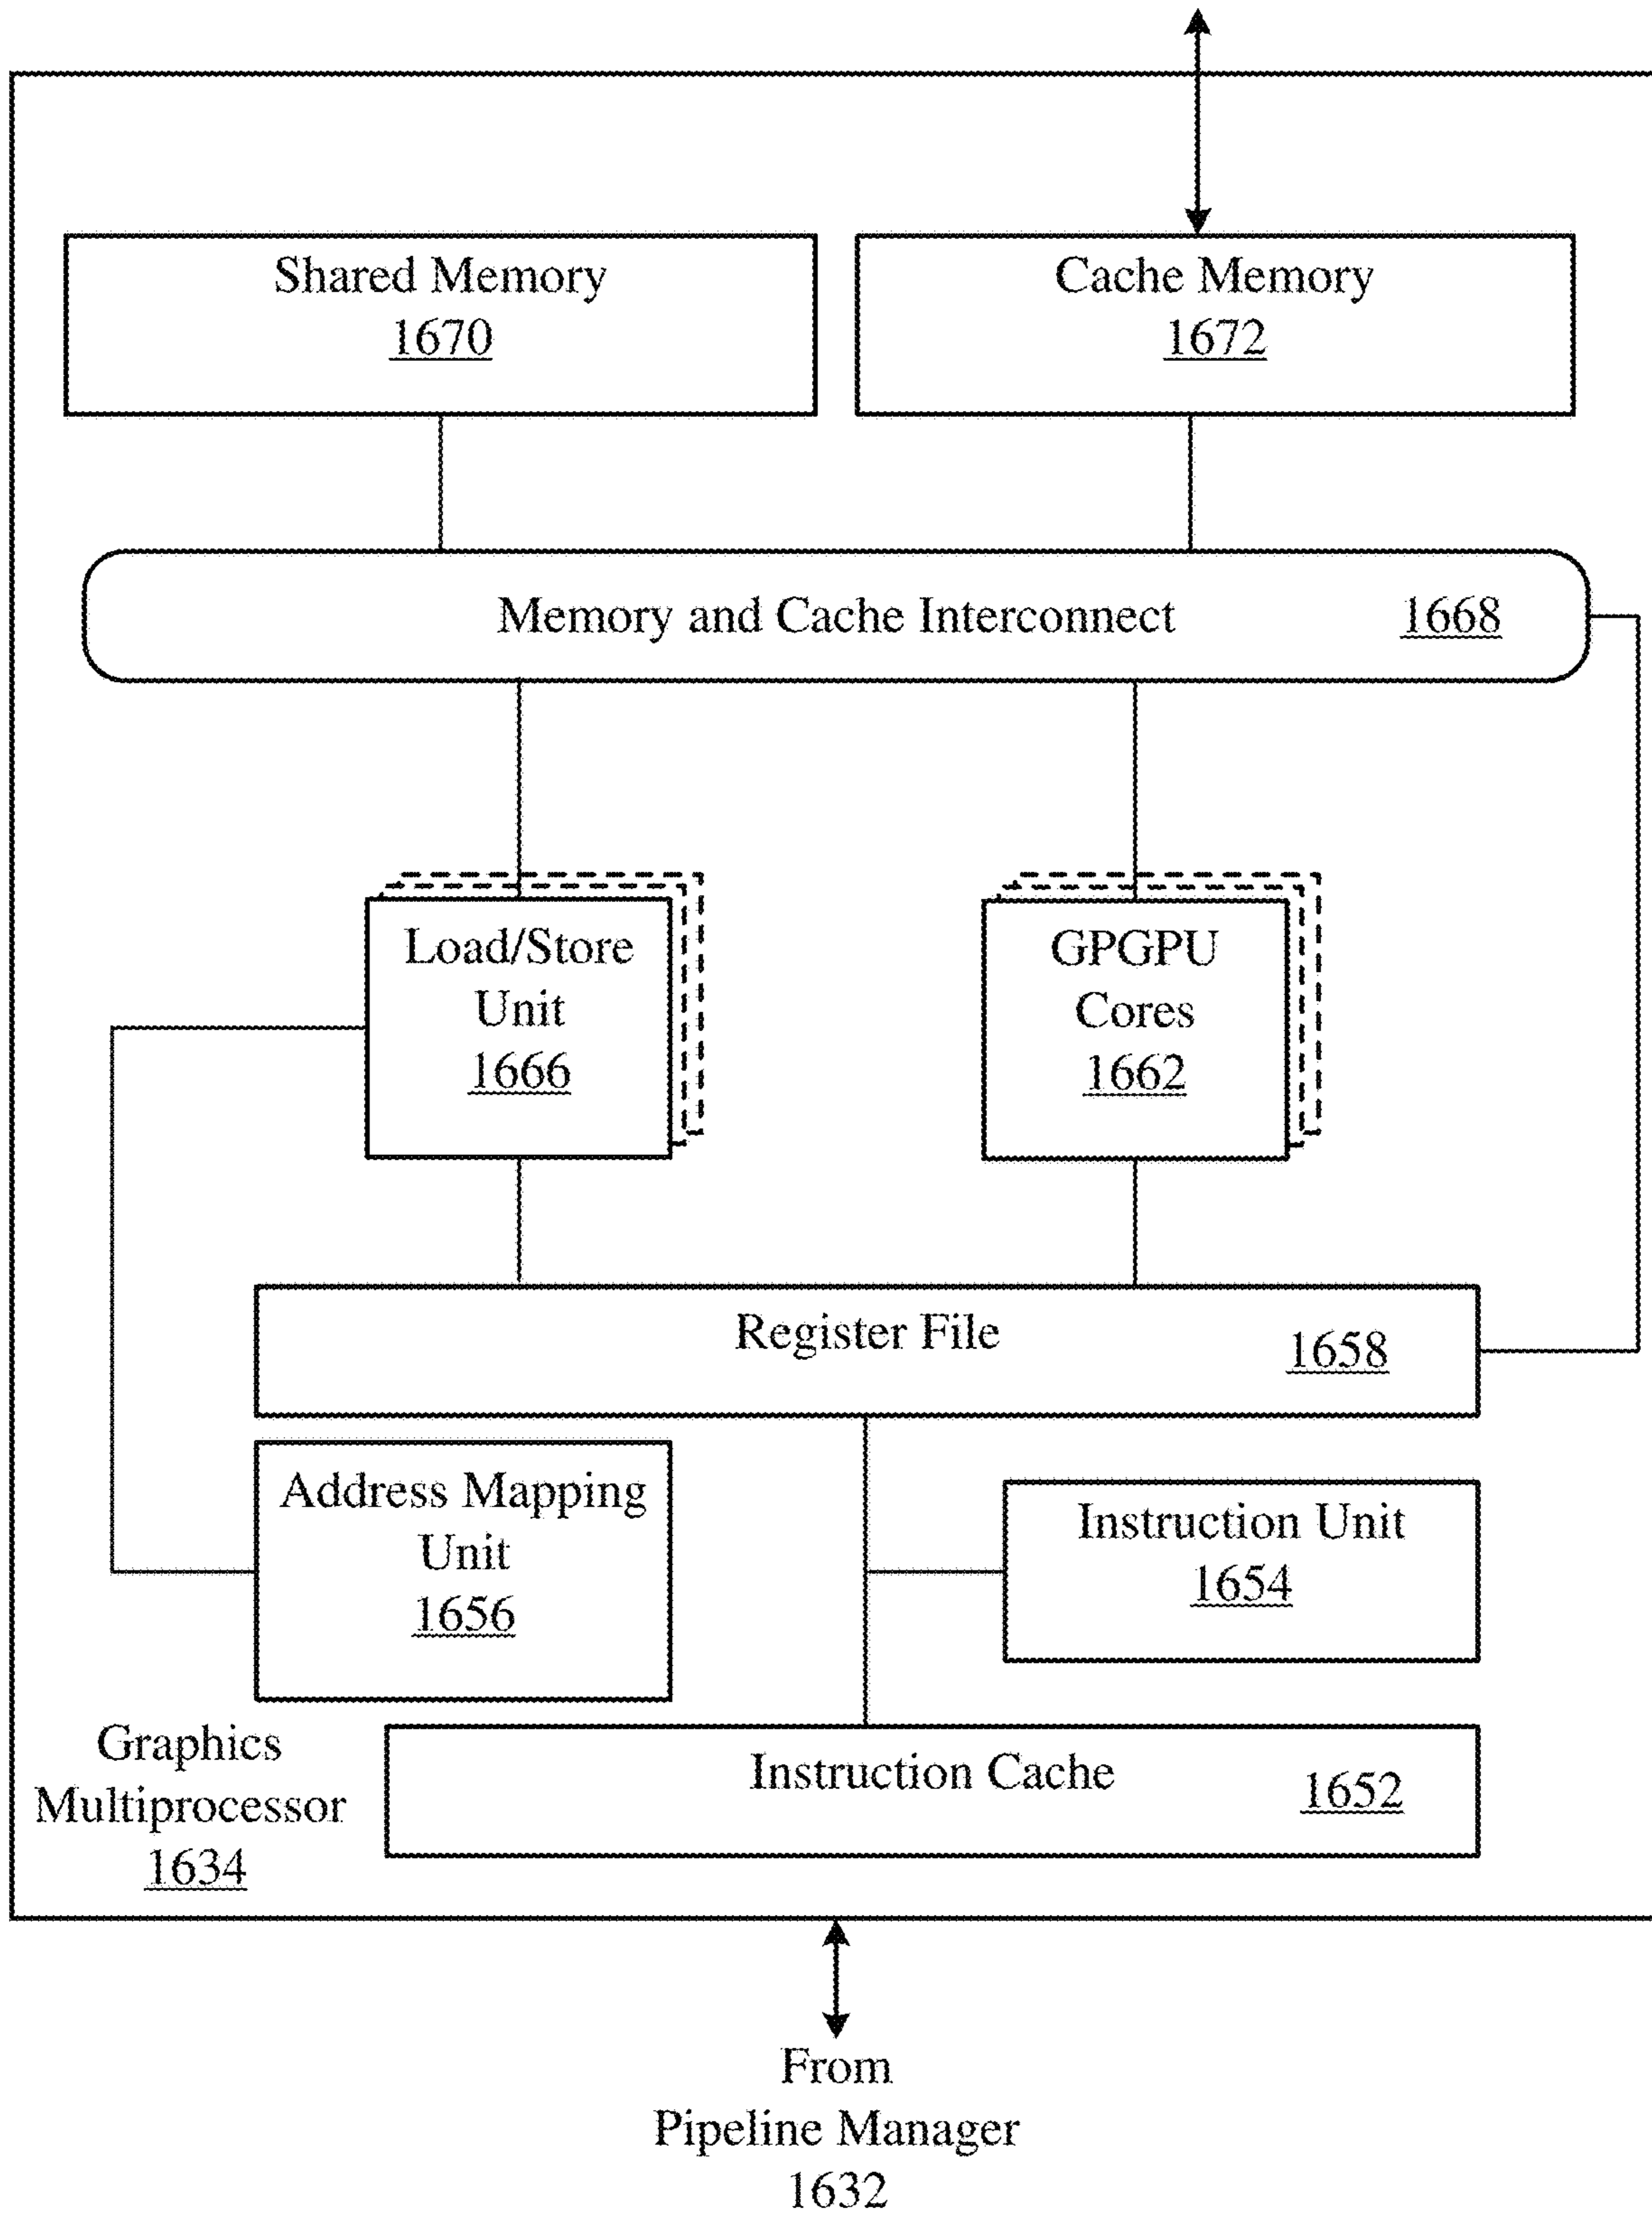 Shared Memory
1670
Cache Memory
1672
Memory and Cache Interconnect
1668
Load/Store
Unit
1666
GPGPU
Cores
1662
Register File
1658
Address Mapping
Unit
1656
Instruction Unit
1654
Graphics
Multiprocessor
1634
Instruction Cache
1652
From
Pipeline Manager
1632